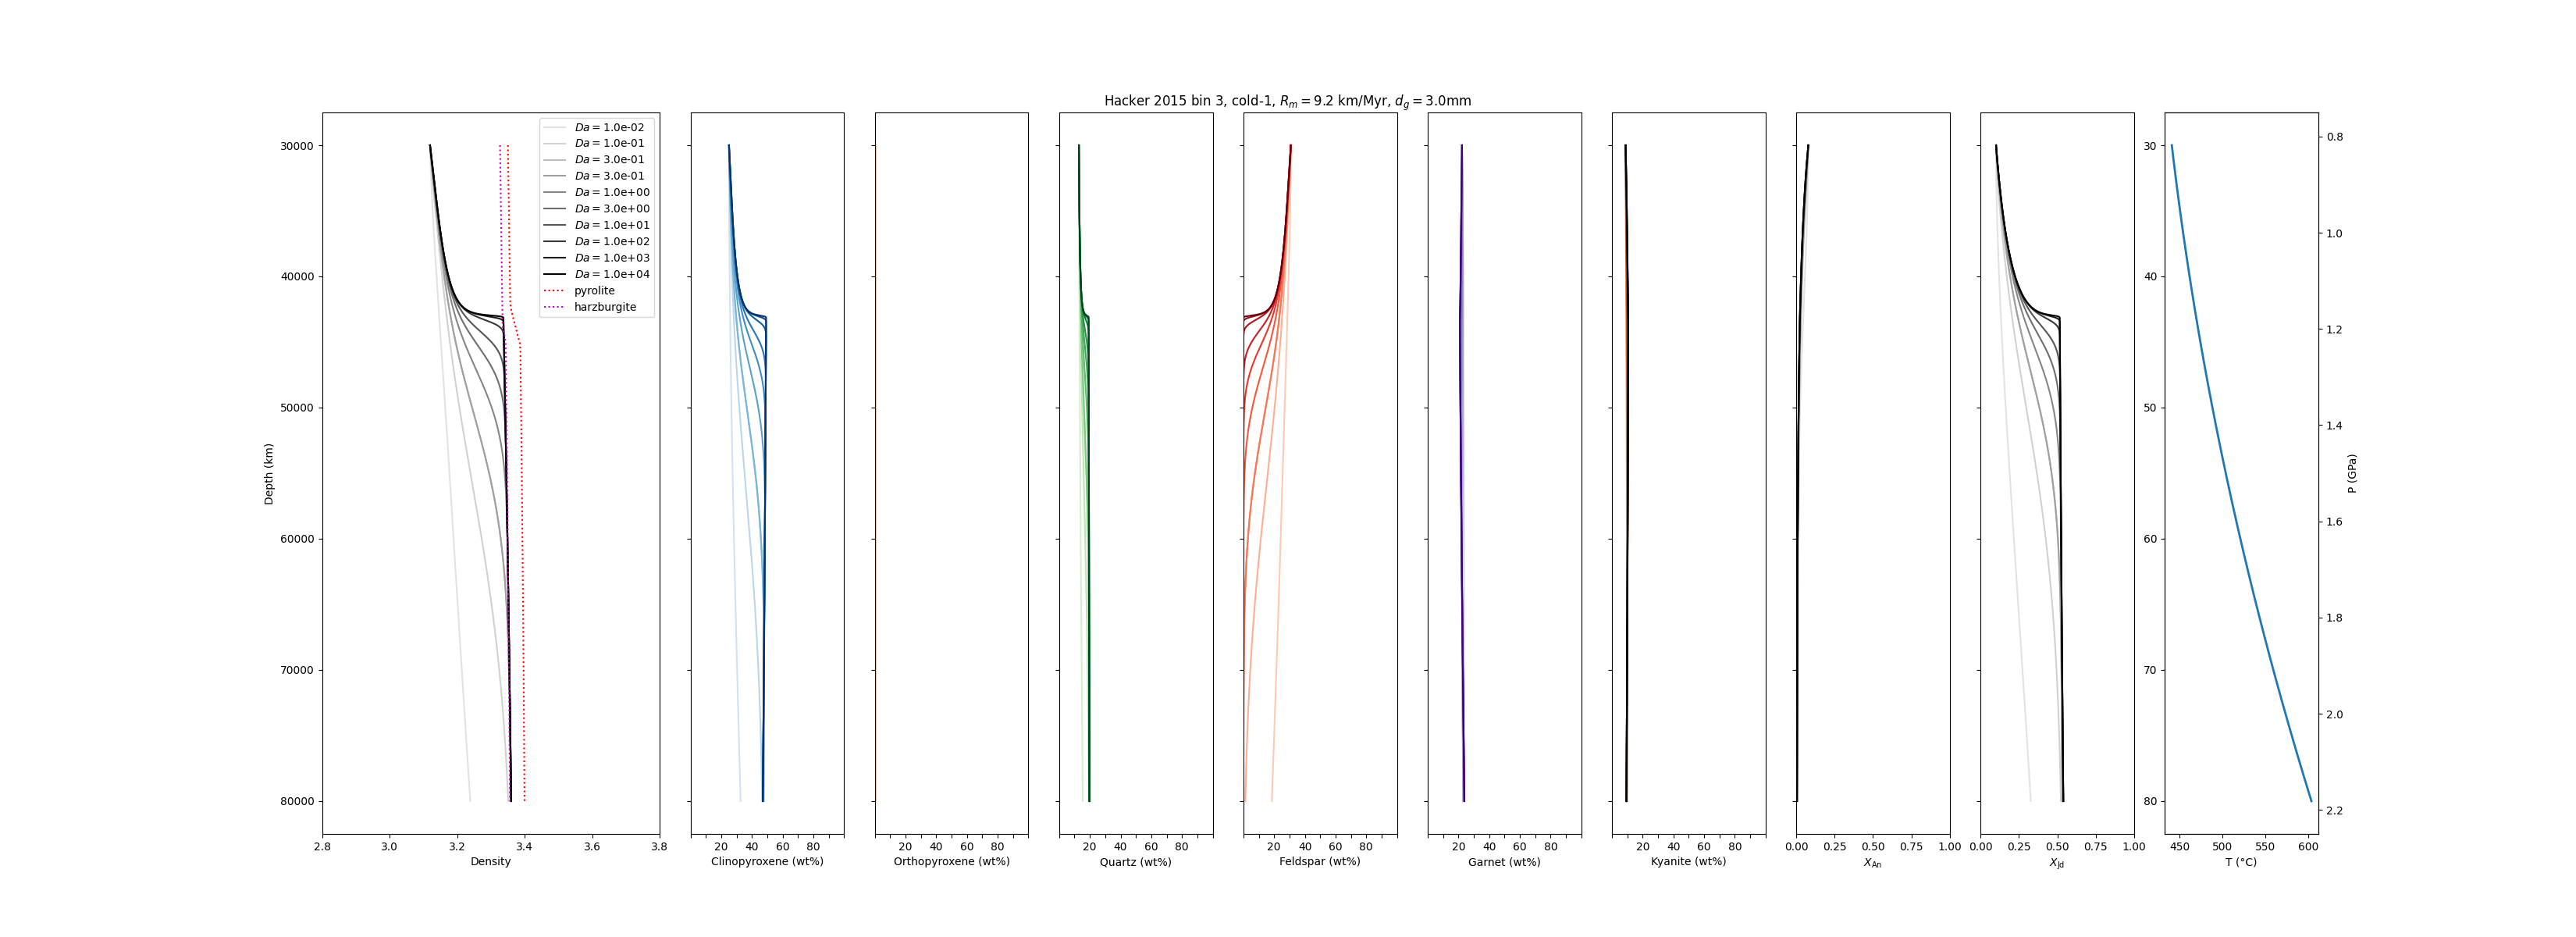 Hacker 2015 bin 3, cold-1, R_m = 9.2 km/Myr, d_g = 3.0mm
Da = 1.0e-02
Da = 1.0e-01
Da = 3.0e-01
Da = 3.0e-01
Da = 1.0e+00
Da = 3.0e+00
Da = 1.0e+01
Da = 1.0e+02
Da = 1.0e+03
Da = 1.0e+04
pyrolite
harzburgite
Depth (km)
30000
40000
50000
60000
70000
80000
2.8 3.0 3.2 3.4 3.6 3.8
Density
20 40 60 80
Clinopyroxene (wt%)
20 40 60 80
Orthopyroxene (wt%)
20 40 60 80
Quartz (wt%)
20 40 60 80
Feldspar (wt%)
20 40 60 80
Garnet (wt%)
20 40 60 80
Kyanite (wt%)
0.00 0.25 0.50 0.75 1.00
X_An
0.00 0.25 0.50 0.75 1.00
X_Jd
30
40
50
60
70
80
450 500 550 600
T (°C)
0.8
1.0
1.2
1.4
1.6
1.8
2.0
2.2
P (GPa)